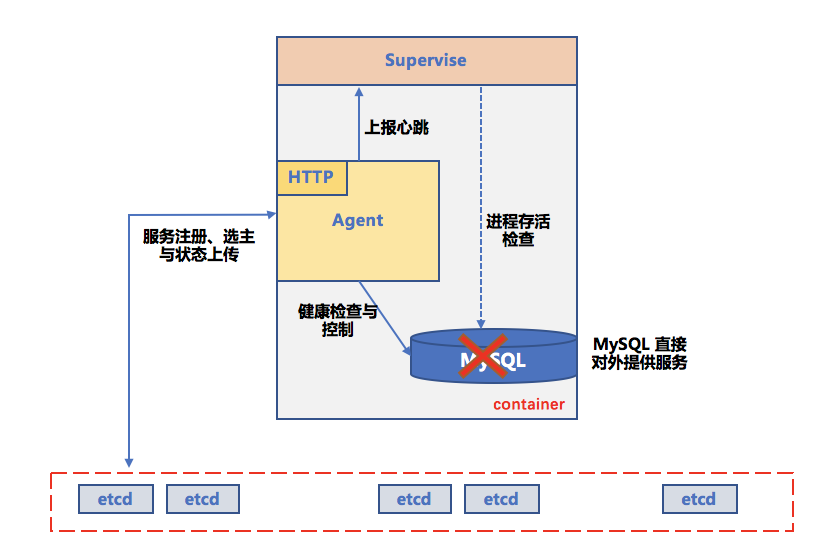 Supervise
上报心跳
HTTP
Agent
进程存活
检查
服务注册、选主
与状态上传
健康检查与
控制
MySQL
MySQL 直接
对外提供服务
container
etcd
etcd
etcd
etcd
etcd